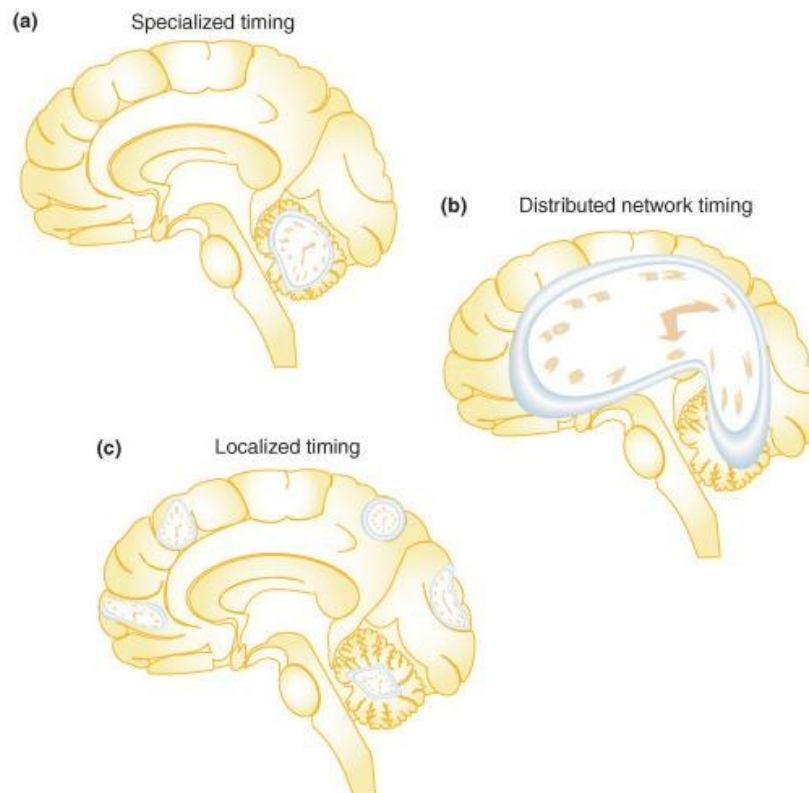 (a) Specialized timing
(b) Distributed network timing
(c) Localized timing